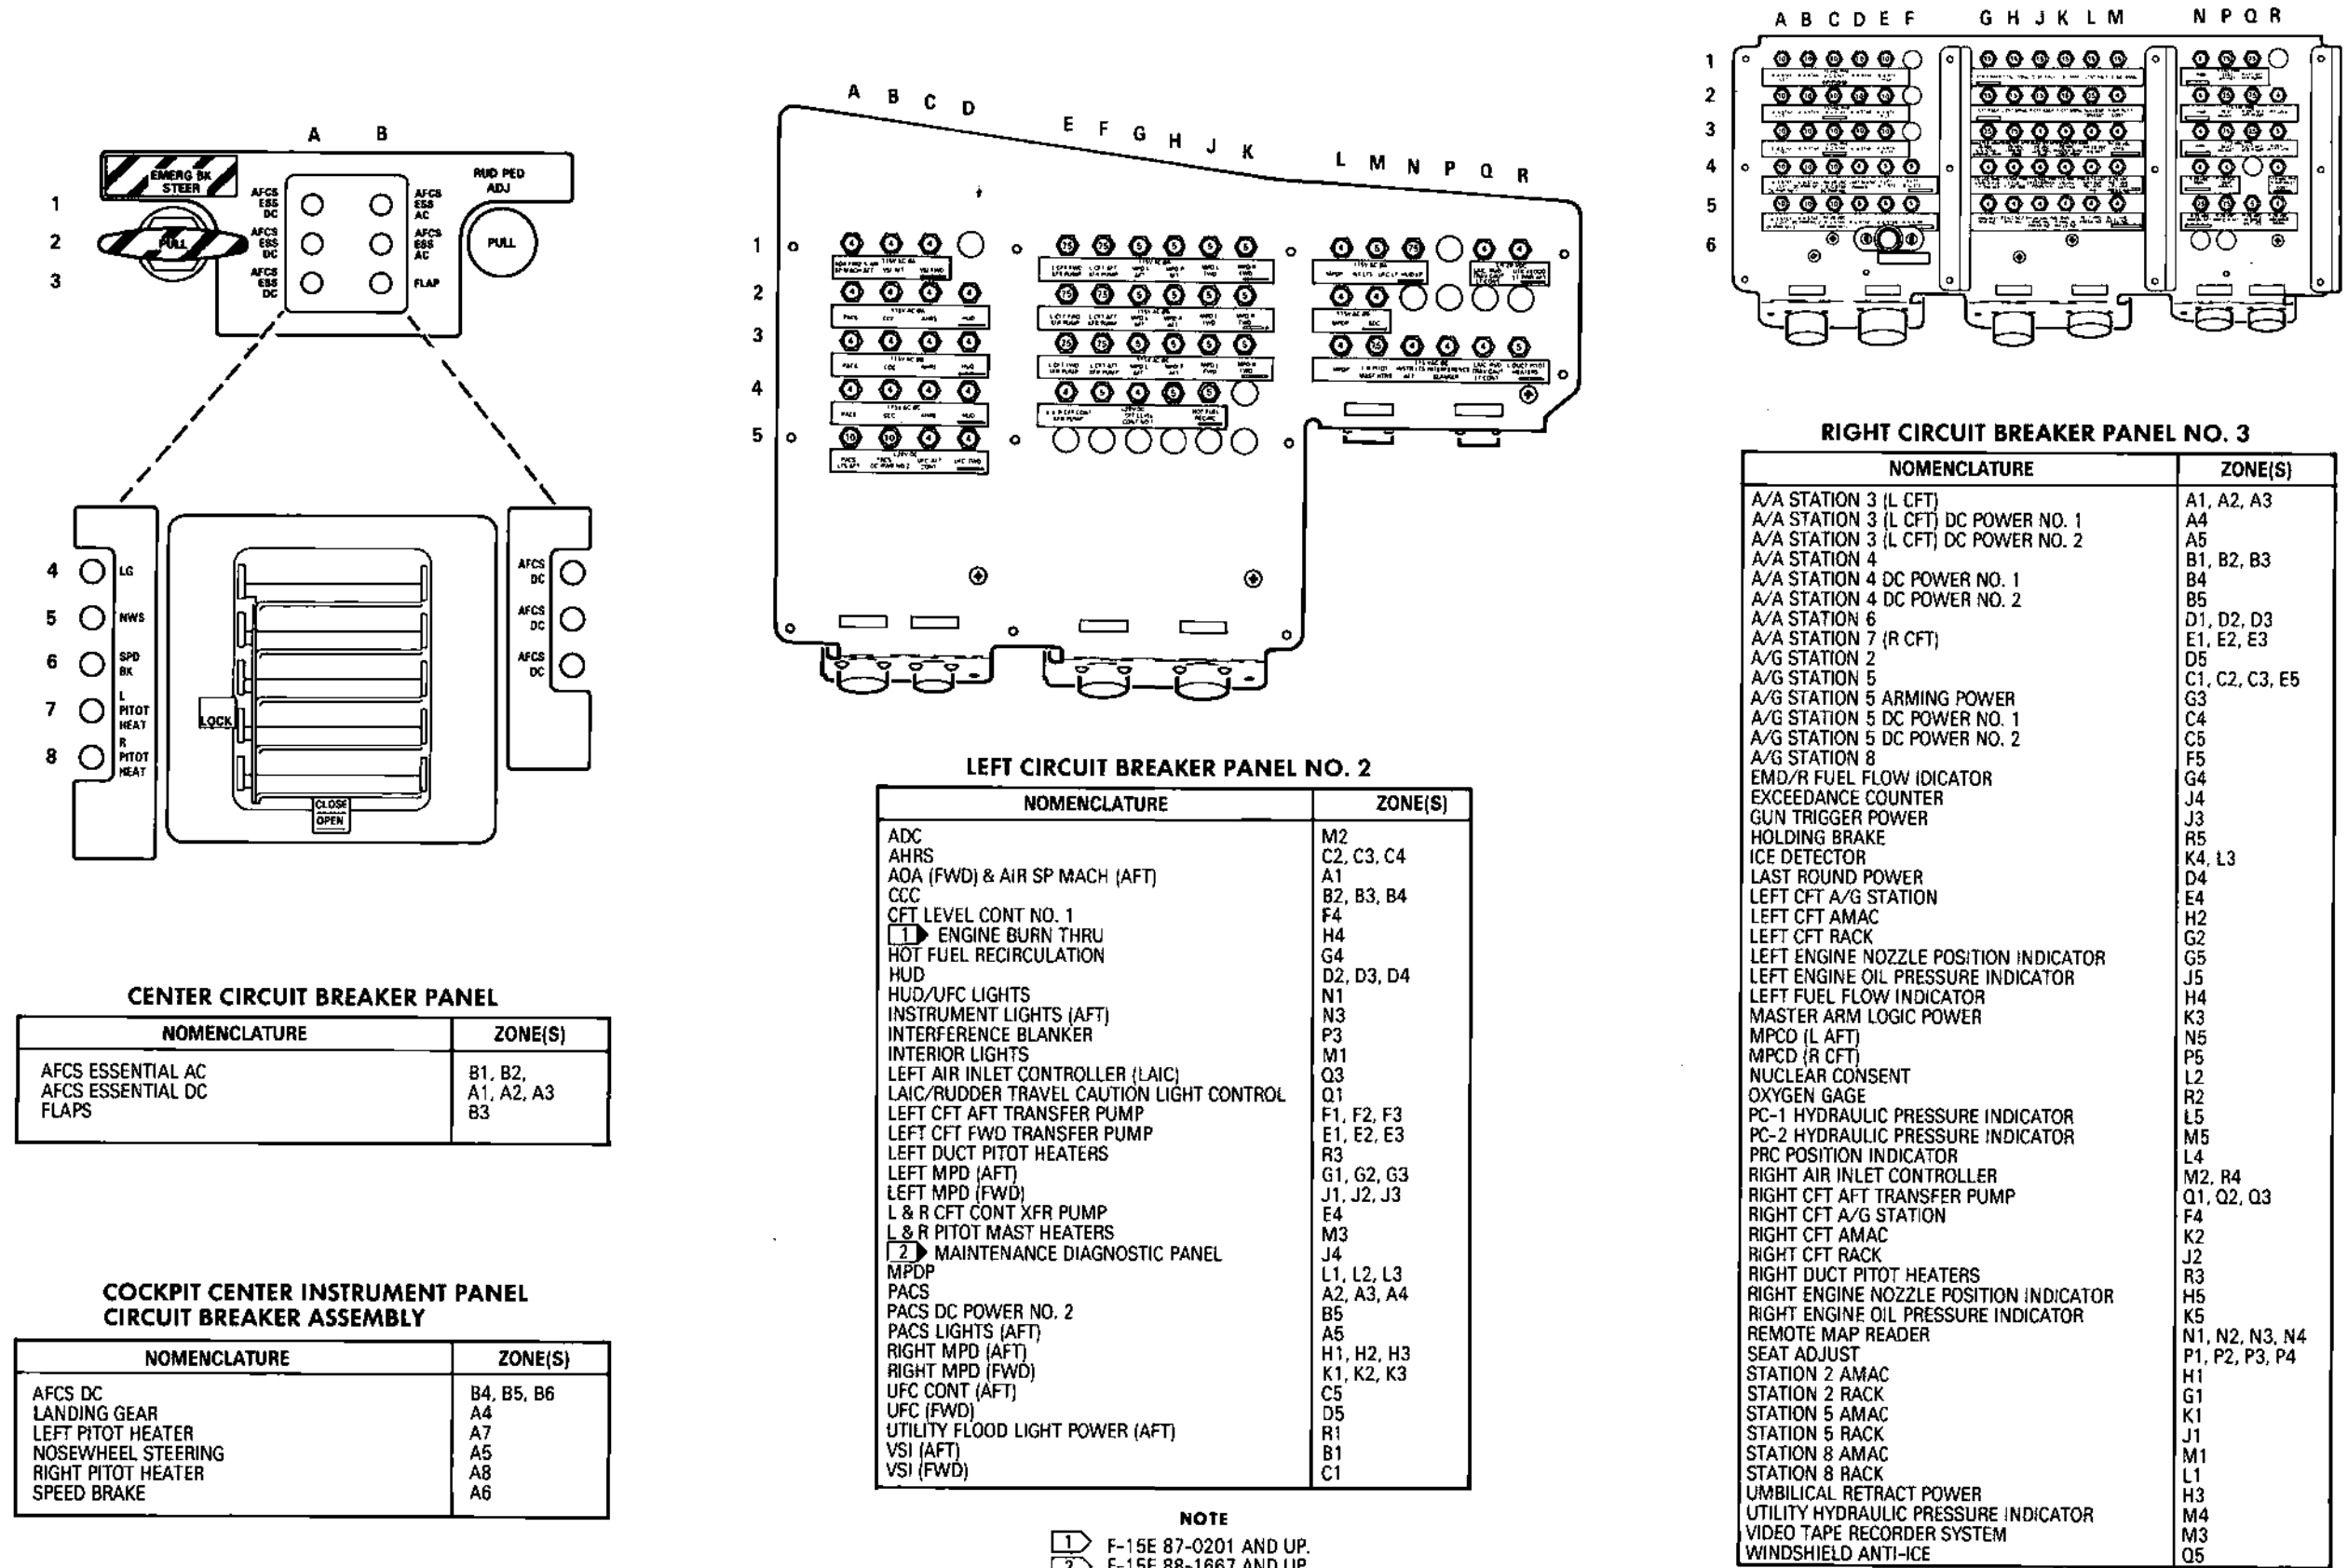 A B
EMERG BK
STEER
RUD PED
ADJ
1
AFCS
ESS
DC
AFCS
ESS
AC
2
PULL
AFCS
ESS
DC
AFCS
ESS
AC
PULL
3
AFCS
ESS
DC
FLAP
4
LG
AFCS
DC
5
NWS
AFCS
DC
6
SPD
BK
AFCS
DC
7
L
PITOT
HEAT
LOCK
8
R
PITOT
HEAT
CLOSE
OPEN
CENTER CIRCUIT BREAKER PANEL
NOMENCLATURE ZONE(S)
AFCS ESSENTIAL AC B1, B2,
AFCS ESSENTIAL DC A1, A2, A3
FLAPS B3
COCKPIT CENTER INSTRUMENT PANEL
CIRCUIT BREAKER ASSEMBLY
NOMENCLATURE ZONE(S)
AFCS DC B4, B5, B6
LANDING GEAR A4
LEFT PITOT HEATER A7
NOSEWHEEL STEERING A5
RIGHT PITOT HEATER A8
SPEED BRAKE A6
A B C D E F G H J K L M N P Q R
1
2
3
4
5
LEFT CIRCUIT BREAKER PANEL NO. 2
NOMENCLATURE ZONE(S)
ADC M2
AHRS C2, C3, C4
AOA (FWD) & AIR SP MACH (AFT) A1
CCC B2, B3, B4
CFT LEVEL CONT NO. 1 F4
1 ENGINE BURN THRU H4
HOT FUEL RECIRCULATION G4
HUD D2, D3, D4
HUD/UFC LIGHTS N1
INSTRUMENT LIGHTS (AFT) N3
INTERFERENCE BLANKER P3
INTERIOR LIGHTS M1
LEFT AIR INLET CONTROLLER (LAIC) Q3
LAIC/RUDDER TRAVEL CAUTION LIGHT CONTROL Q1
LEFT CFT AFT TRANSFER PUMP F1, F2, F3
LEFT CFT FWD TRANSFER PUMP E1, E2, E3
LEFT DUCT PITOT HEATERS R3
LEFT MPD (AFT) G1, G2, G3
LEFT MPD (FWD) J1, J2, J3
L & R CFT CONT XFR PUMP E4
L & R PITOT MAST HEATERS M3
2 MAINTENANCE DIAGNOSTIC PANEL J4
MPDP L1, L2, L3
PACS A2, A3, A4
PACS DC POWER NO. 2 B5
PACS LIGHTS (AFT) A5
RIGHT MPD (AFT) H1, H2, H3
RIGHT MPD (FWD) K1, K2, K3
UFC CONT (AFT) C5
UFC (FWD) D5
UTILITY FLOOD LIGHT POWER (AFT) R1
VSI (AFT) B1
VSI (FWD) C1
NOTE
1 F-15E 87-0201 AND UP.
2 F-15E 88-1667 AND UP
A B C D E F G H J K L M N P Q R
1
2
3
4
5
6
RIGHT CIRCUIT BREAKER PANEL NO. 3
NOMENCLATURE ZONE(S)
A/A STATION 3 (L CFT) A1, A2, A3
A/A STATION 3 (L CFT) DC POWER NO. 1 A4
A/A STATION 3 (L CFT) DC POWER NO. 2 A5
A/A STATION 4 B1, B2, B3
A/A STATION 4 DC POWER NO. 1 B4
A/A STATION 4 DC POWER NO. 2 B5
A/A STATION 6 D1, D2, D3
A/A STATION 7 (R CFT) E1, E2, E3
A/G STATION 2 D5
A/G STATION 5 C1, C2, C3, E5
A/G STATION 5 ARMING POWER G3
A/G STATION 5 DC POWER NO. 1 C4
A/G STATION 5 DC POWER NO. 2 C5
A/G STATION 8 F5
EMD/R FUEL FLOW IDICATOR G4
EXCEEDANCE COUNTER J4
GUN TRIGGER POWER J3
HOLDING BRAKE R5
ICE DETECTOR K4, L3
LAST ROUND POWER D4
LEFT CFT A/G STATION E4
LEFT CFT AMAC H2
LEFT CFT RACK G2
LEFT ENGINE NOZZLE POSITION INDICATOR G5
LEFT ENGINE OIL PRESSURE INDICATOR J5
LEFT FUEL FLOW INDICATOR H4
MASTER ARM LOGIC POWER K3
MPCD (L AFT) N5
MPCD (R CFT) P5
NUCLEAR CONSENT L2
OXYGEN GAGE R2
PC-1 HYDRAULIC PRESSURE INDICATOR L5
PC-2 HYDRAULIC PRESSURE INDICATOR M5
PRC POSITION INDICATOR L4
RIGHT AIR INLET CONTROLLER M2, R4
RIGHT CFT AFT TRANSFER PUMP Q1, Q2, Q3
RIGHT CFT A/G STATION F4
RIGHT CFT AMAC K2
RIGHT CFT RACK J2
RIGHT DUCT PITOT HEATERS R3
RIGHT ENGINE NOZZLE POSITION INDICATOR H5
RIGHT ENGINE OIL PRESSURE INDICATOR K5
REMOTE MAP READER N1, N2, N3, N4
SEAT ADJUST P1, P2, P3, P4
STATION 2 AMAC H1
STATION 2 RACK G1
STATION 5 AMAC K1
STATION 5 RACK J1
STATION 8 AMAC M1
STATION 8 RACK L1
UMBILICAL RETRACT POWER H3
UTILITY HYDRAULIC PRESSURE INDICATOR M4
VIDEO TAPE RECORDER SYSTEM M3
WINDSHIELD ANTI-ICE Q5